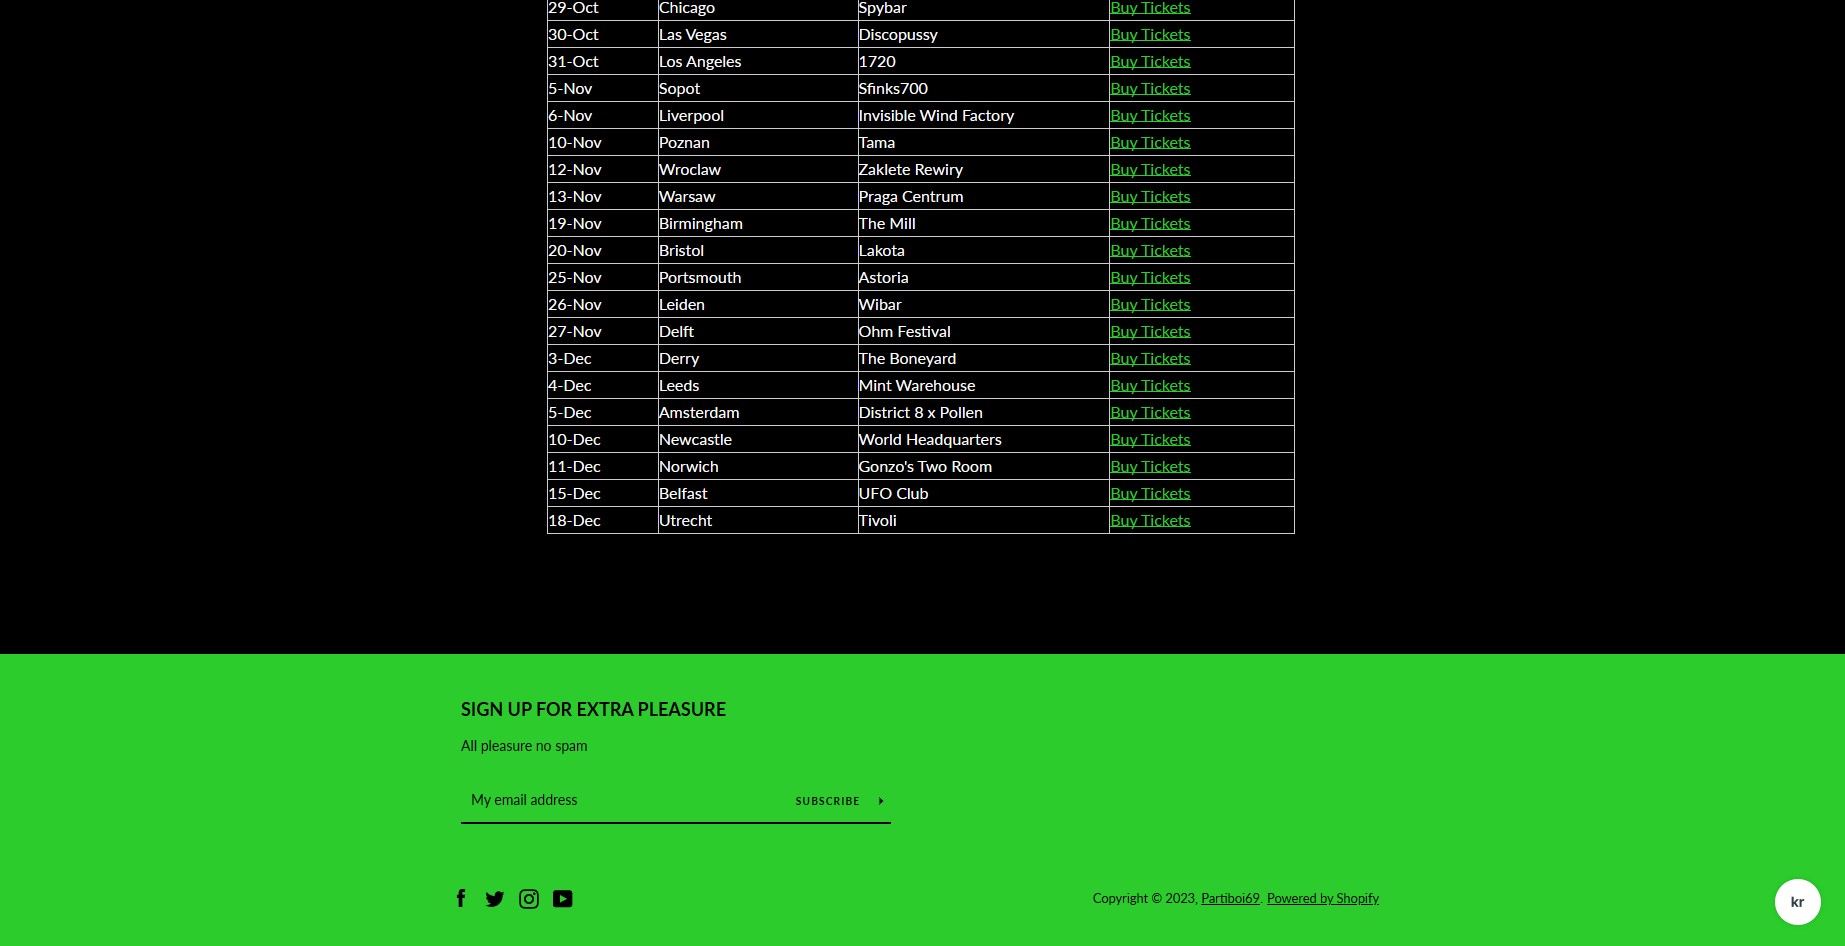 29-Oct Chicago Spybar Buy Tickets
30-Oct Las Vegas Discopussy Buy Tickets
31-Oct Los Angeles 1720 Buy Tickets
5-Nov Sopot Sfinks700 Buy Tickets
6-Nov Liverpool Invisible Wind Factory Buy Tickets
10-Nov Poznan Tama Buy Tickets
12-Nov Wroclaw Zaklete Rewiry Buy Tickets
13-Nov Warsaw Praga Centrum Buy Tickets
19-Nov Birmingham The Mill Buy Tickets
20-Nov Bristol Lakota Buy Tickets
25-Nov Portsmouth Astoria Buy Tickets
26-Nov Leiden Wibar Buy Tickets
27-Nov Delft Ohm Festival Buy Tickets
3-Dec Derry The Boneyard Buy Tickets
4-Dec Leeds Mint Warehouse Buy Tickets
5-Dec Amsterdam District 8 x Pollen Buy Tickets
10-Dec Newcastle World Headquarters Buy Tickets
11-Dec Norwich Gonzo's Two Room Buy Tickets
15-Dec Belfast UFO Club Buy Tickets
18-Dec Utrecht Tivoli Buy Tickets
SIGN UP FOR EXTRA PLEASURE
All pleasure no spam
My email address SUBSCRIBE
Copyright © 2023, Partiboi69. Powered by Shopify
kr